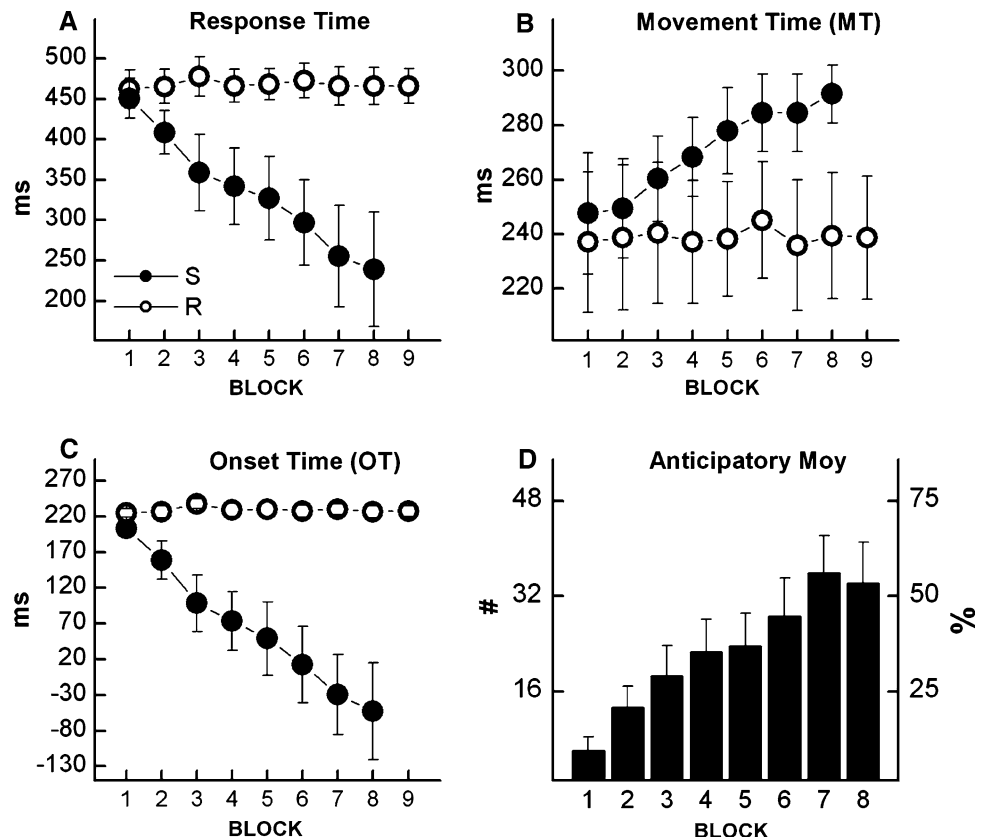 A Response Time
500
450
400
350
300
250
200
ms
S
R
1 2 3 4 5 6 7 8 9
BLOCK
B Movement Time (MT)
300
280
260
240
220
ms
1 2 3 4 5 6 7 8 9
BLOCK
C Onset Time (OT)
270
220
170
120
70
20
-30
-80
-130
ms
1 2 3 4 5 6 7 8 9
BLOCK
D Anticipatory Moy
48
32
16
#
75
50
25
%
1 2 3 4 5 6 7 8
BLOCK